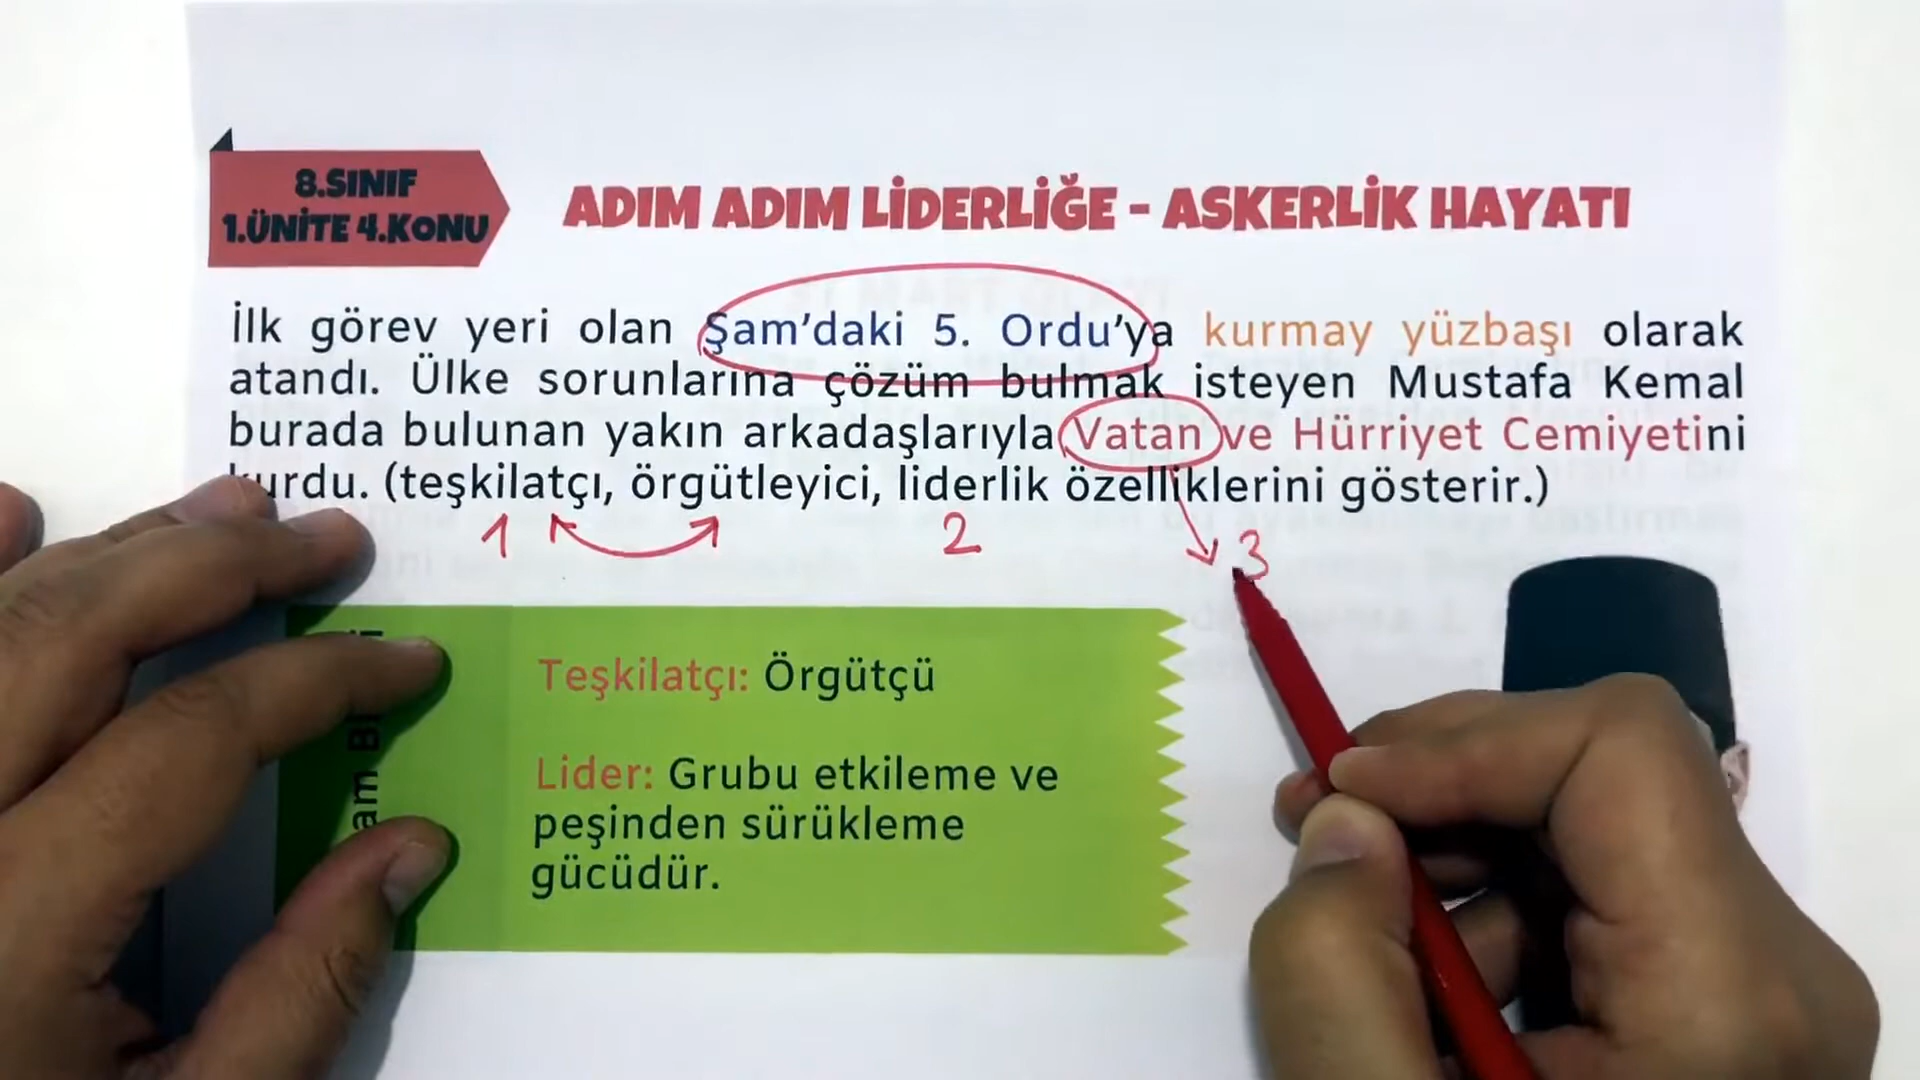 8.SINIF
1.ÜNİTE 4.KONU
ADIM ADIM LİDERLİĞE - ASKERLİK HAYATI
İlk görev yeri olan Şam'daki 5. Ordu'ya kurmay yüzbaşı olarak
atandı. Ülke sorunlarına çözüm bulmak isteyen Mustafa Kemal
burada bulunan yakın arkadaşlarıyla Vatan ve Hürriyet Cemiyetini
kurdu. (teşkilatçı, örgütleyici, liderlik özelliklerini gösterir.)
1 2 3
Teşkilatçı: Örgütçü
Lider: Grubu etkileme ve
peşinden sürükleme
gücüdür.